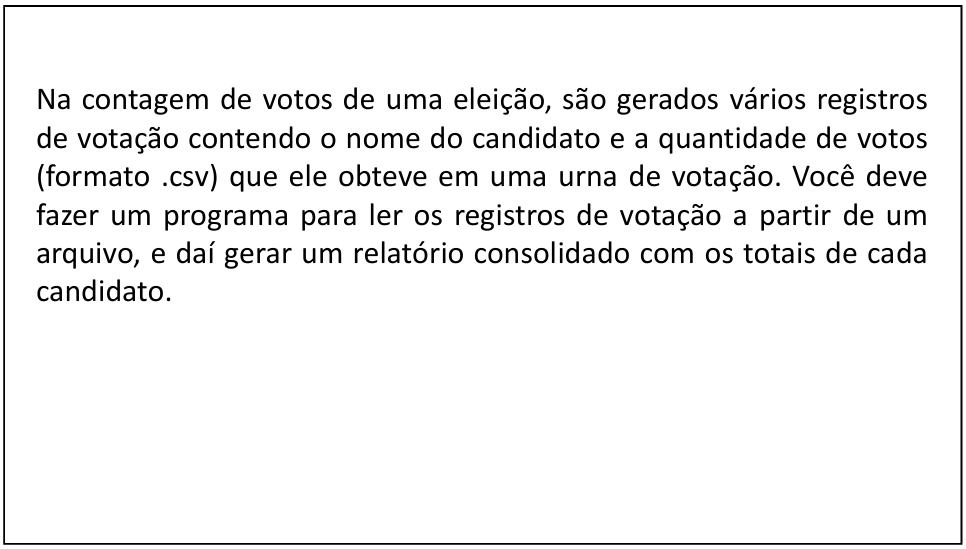 Na contagem de votos de uma eleição, são gerados vários registros
de votação contendo o nome do candidato e a quantidade de votos
(formato .csv) que ele obteve em uma urna de votação. Você deve
fazer um programa para ler os registros de votação a partir de um
arquivo, e daí gerar um relatório consolidado com os totais de cada
candidato.